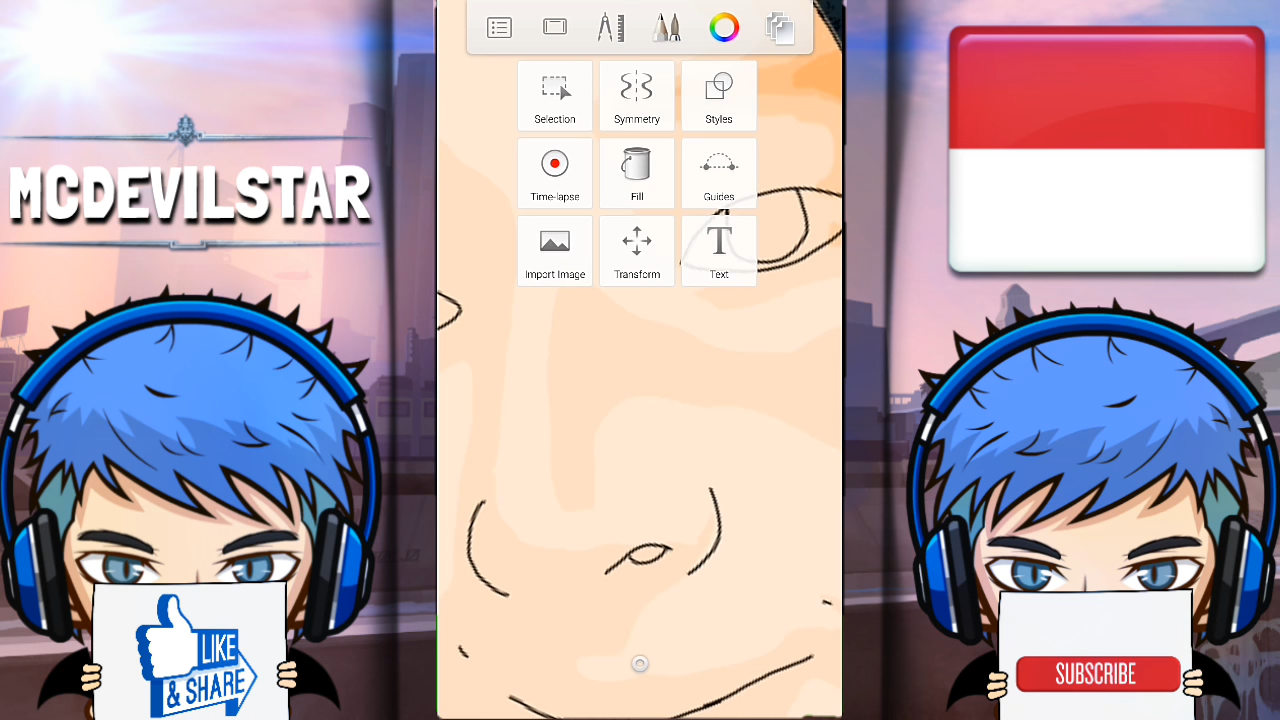 Selection
Symmetry
Styles
MCDEVILSTAR
Time-lapse
Fill
Guides
Import Image
Transform
T
Text
LIKE
& SHARE
SUBSCRIBE